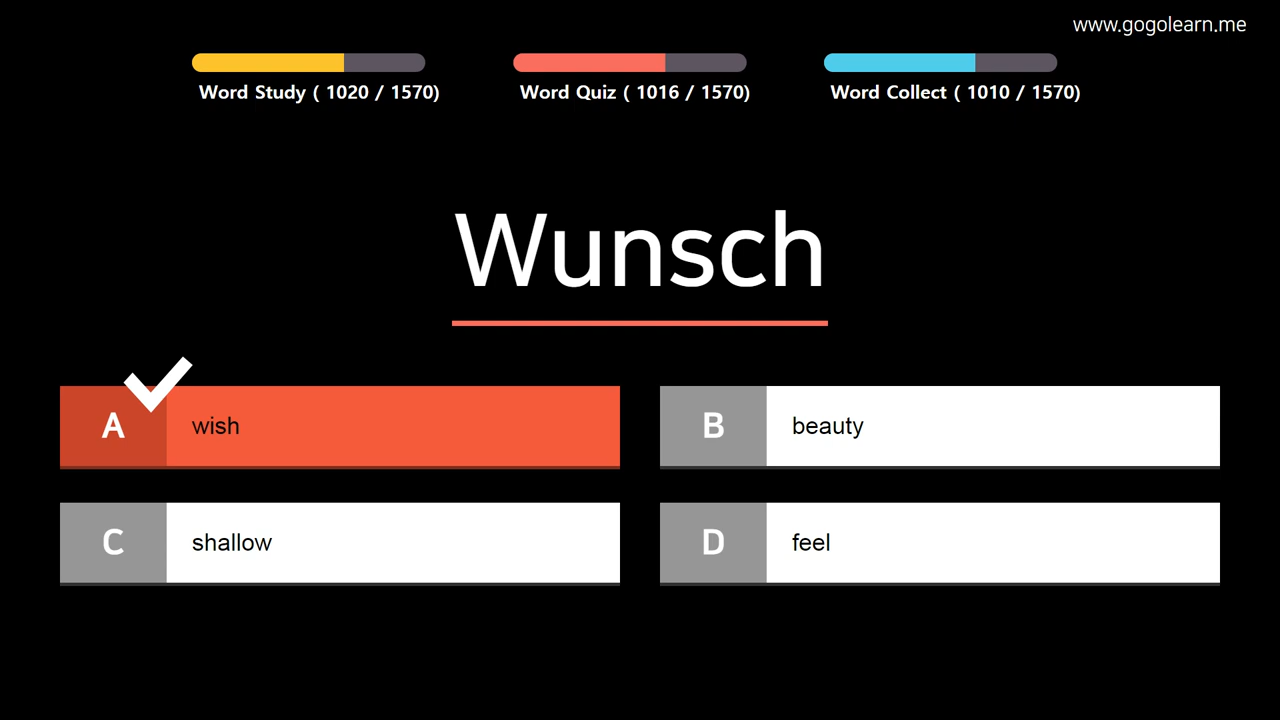 www.gogolearn.me
Word Study ( 1020 / 1570)
Word Quiz ( 1016 / 1570)
Word Collect ( 1010 / 1570)
Wunsch
A wish
B beauty
C shallow
D feel